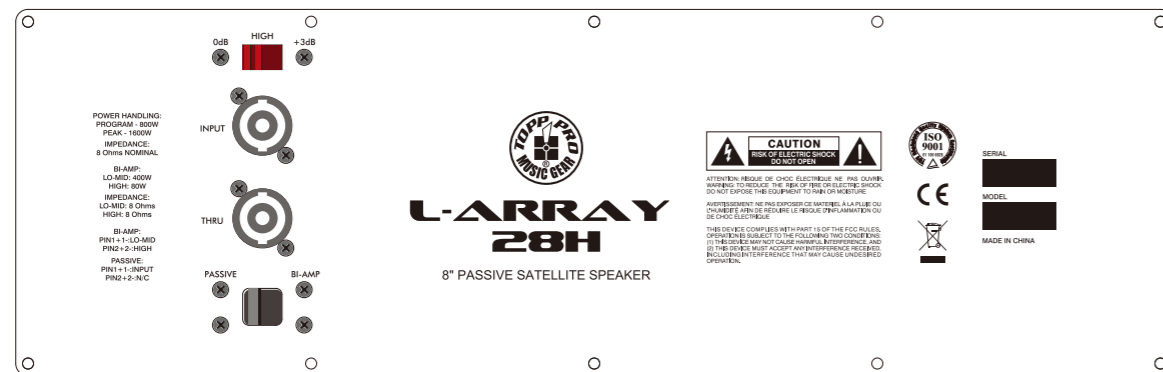 HIGH
0dB
+3dB
POWER HANDLING:
PROGRAM - 800W
PEAK - 1600W
IMPEDANCE:
8 Ohms NOMINAL
BI-AMP:
LO-MID: 400W
HIGH: 80W
IMPEDANCE:
LO-MID: 8 Ohms
HIGH: 8 Ohms
BI-AMP:
PIN1+1-:LO-MID
PIN2+2-:HIGH
PASSIVE:
PIN1+1-:INPUT
PIN2+2-:N/C
INPUT
THRU
PASSIVE
BI-AMP
TOPP PRO
MUSIC GEAR
®
L-ARRAY
28H
8" PASSIVE SATELLITE SPEAKER
CAUTION
RISK OF ELECTRIC SHOCK
DO NOT OPEN
ATTENTION: RISQUE DE CHOC ÉLECTRIQUE NE PAS OUVRIR.
WARNING: TO REDUCE THE RISK OF FIRE OR ELECTRIC SHOCK
DO NOT EXPOSE THIS EQUIPMENT TO RAIN OR MOISTURE.
AVERTISSEMENT: NE PAS EXPOSER CE MATERIEL À LA PLUIE OU
L'HUMIDITÉ AFIN DE RÉDUIRE LE RISQUE D'INFLAMMATION OU
DE CHOC ÉLECTRIQUE
THIS DEVICE COMPLIES WITH PART 15 OF THE FCC RULES,
OPERATION IS SUBJECT TO THE FOLLOWING TWO CONDITIONS:
(1) THIS DEVICE MAY NOT CAUSE HARMFUL INTERFERENCE, AND
(2) THIS DEVICE MUST ACCEPT ANY INTERFERENCE RECEIVED,
INCLUDING INTERFERENCE THAT MAY CAUSE UNDESIRED
OPERATION.
ISO
9001
CE
SERIAL
MODEL
MADE IN CHINA